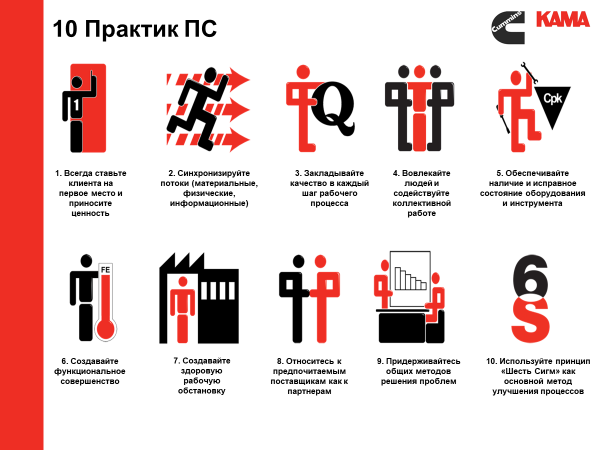 10 Практик ПС
Cummins
КАМА
1
Q
Cpk
1. Всегда ставьте
клиента на
первое место и
приносите
ценность
2. Синхронизируйте
потоки (материальные,
физические,
информационные)
3. Закладывайте
качество в каждый
шаг рабочего
процесса
4. Вовлекайте
людей и
содействуйте
коллективной
работе
5. Обеспечивайте
наличие и исправное
состояние оборудования
и инструмента
FE
6
S
6. Создавайте
функциональное
совершенство
7. Создавайте
здоровую
рабочую
обстановку
8. Относитесь к
предпочитаемым
поставщикам как к
партнерам
9. Придерживайтесь
общих методов
решения проблем
10. Используйте принцип
«Шесть Сигм» как
основной метод
улучшения процессов